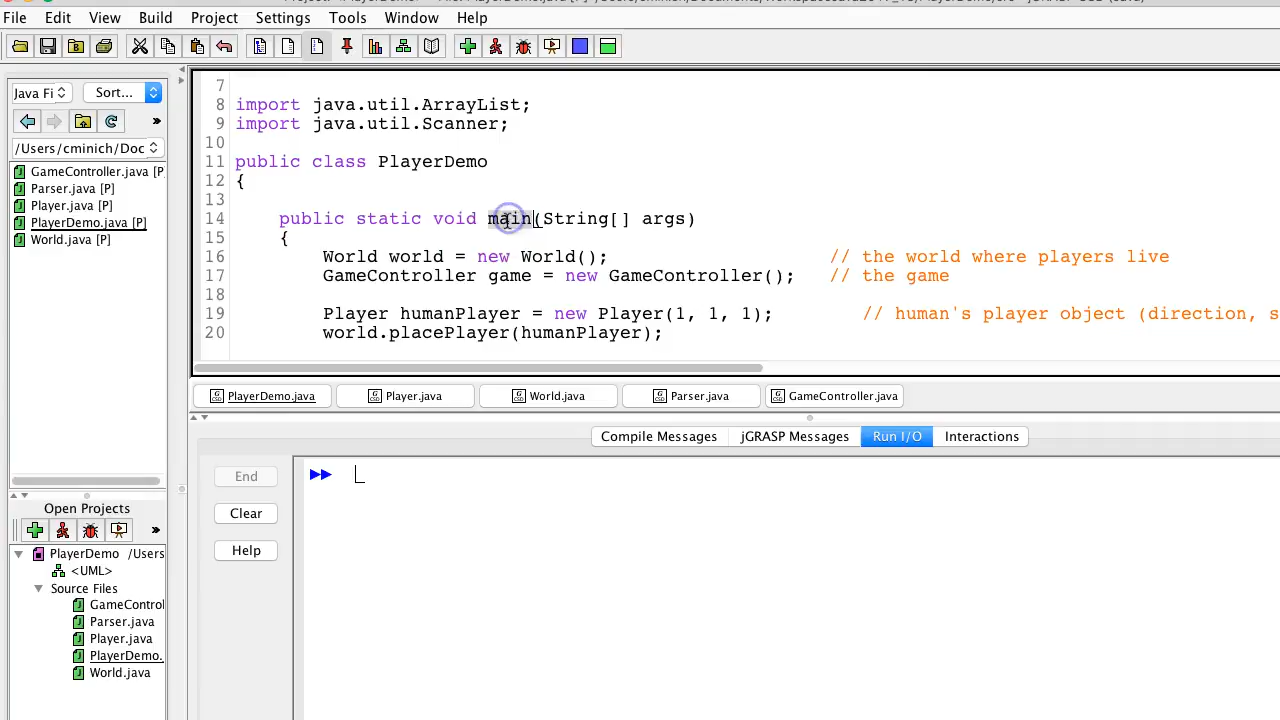 File Edit View Build Project Settings Tools Window Help
Java Fi Sort...
/Users/cminich/Doc
GameController.java [P
Parser.java [P]
Player.java [P]
PlayerDemo.java [P]
World.java [P]
7
8 import java.util.ArrayList;
9 import java.util.Scanner;
10
11 public class PlayerDemo
12 {
13
14 public static void main(String[] args)
15 {
16 World world = new World(); // the world where players live
17 GameController game = new GameController(); // the game
18
19 Player humanPlayer = new Player(1, 1, 1); // human's player object (direction, s
20 world.placePlayer(humanPlayer);
PlayerDemo.java Player.java World.java Parser.java GameController.java
Compile Messages jGRASP Messages Run I/O Interactions
End
Clear
Help
Open Projects
PlayerDemo /Users
<UML>
Source Files
GameControl
Parser.java
Player.java
PlayerDemo.
World.java